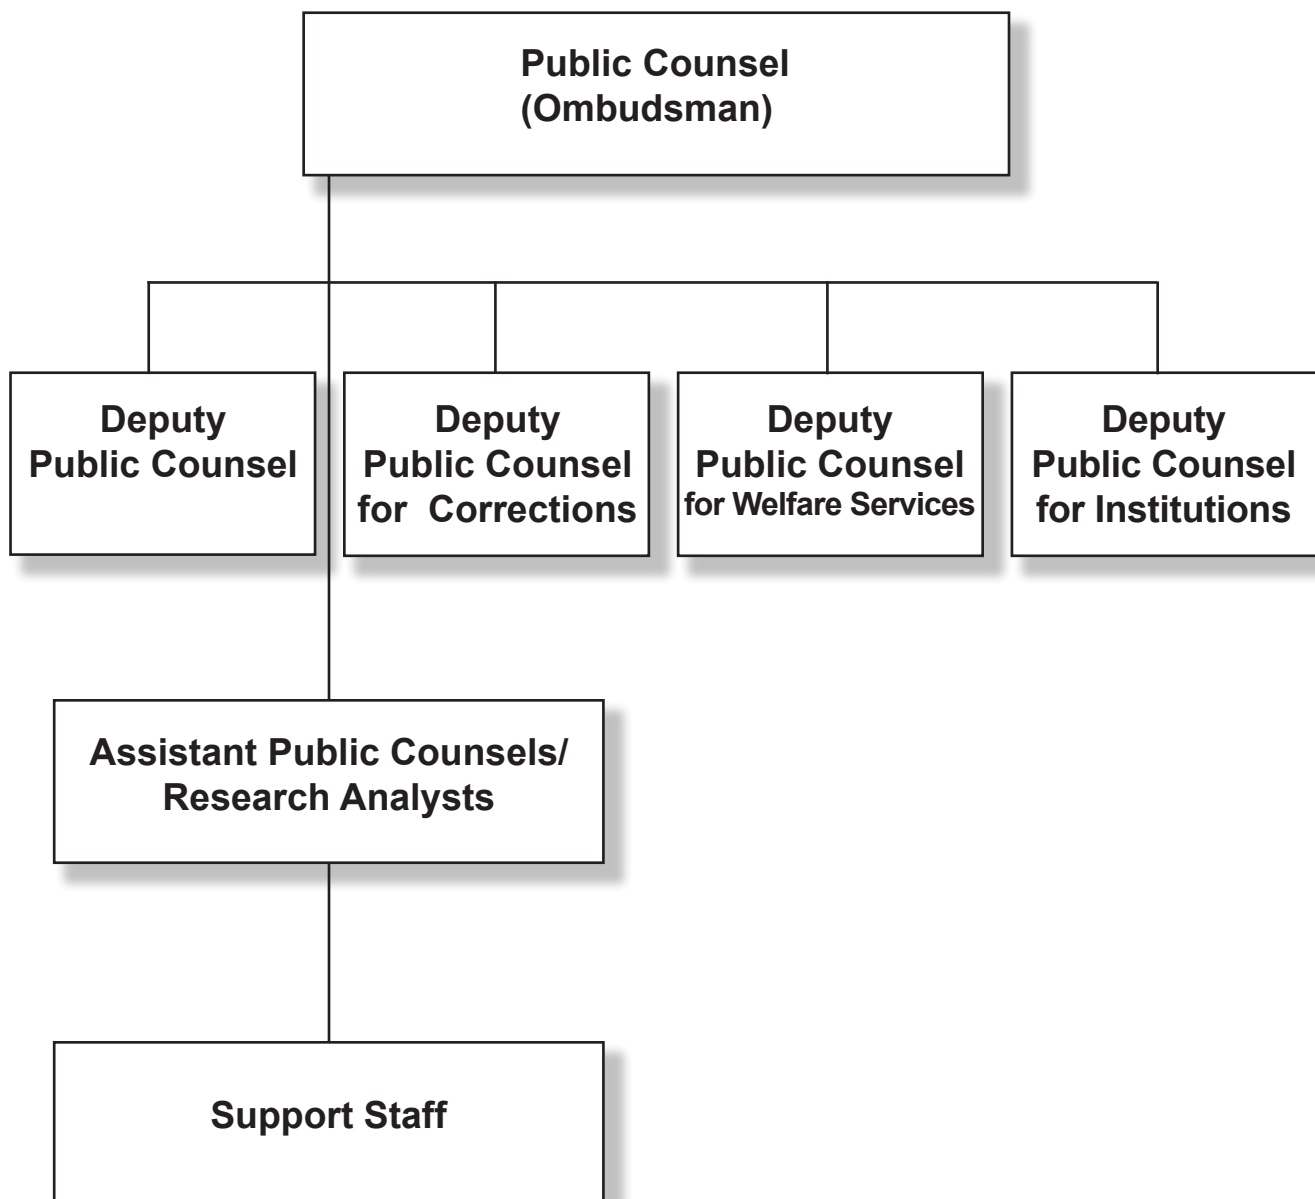 Public Counsel
(Ombudsman)
Deputy
Public Counsel
Deputy
Public Counsel
for Corrections
Deputy
Public Counsel
for Welfare Services
Deputy
Public Counsel
for Institutions
Assistant Public Counsels/
Research Analysts
Support Staff